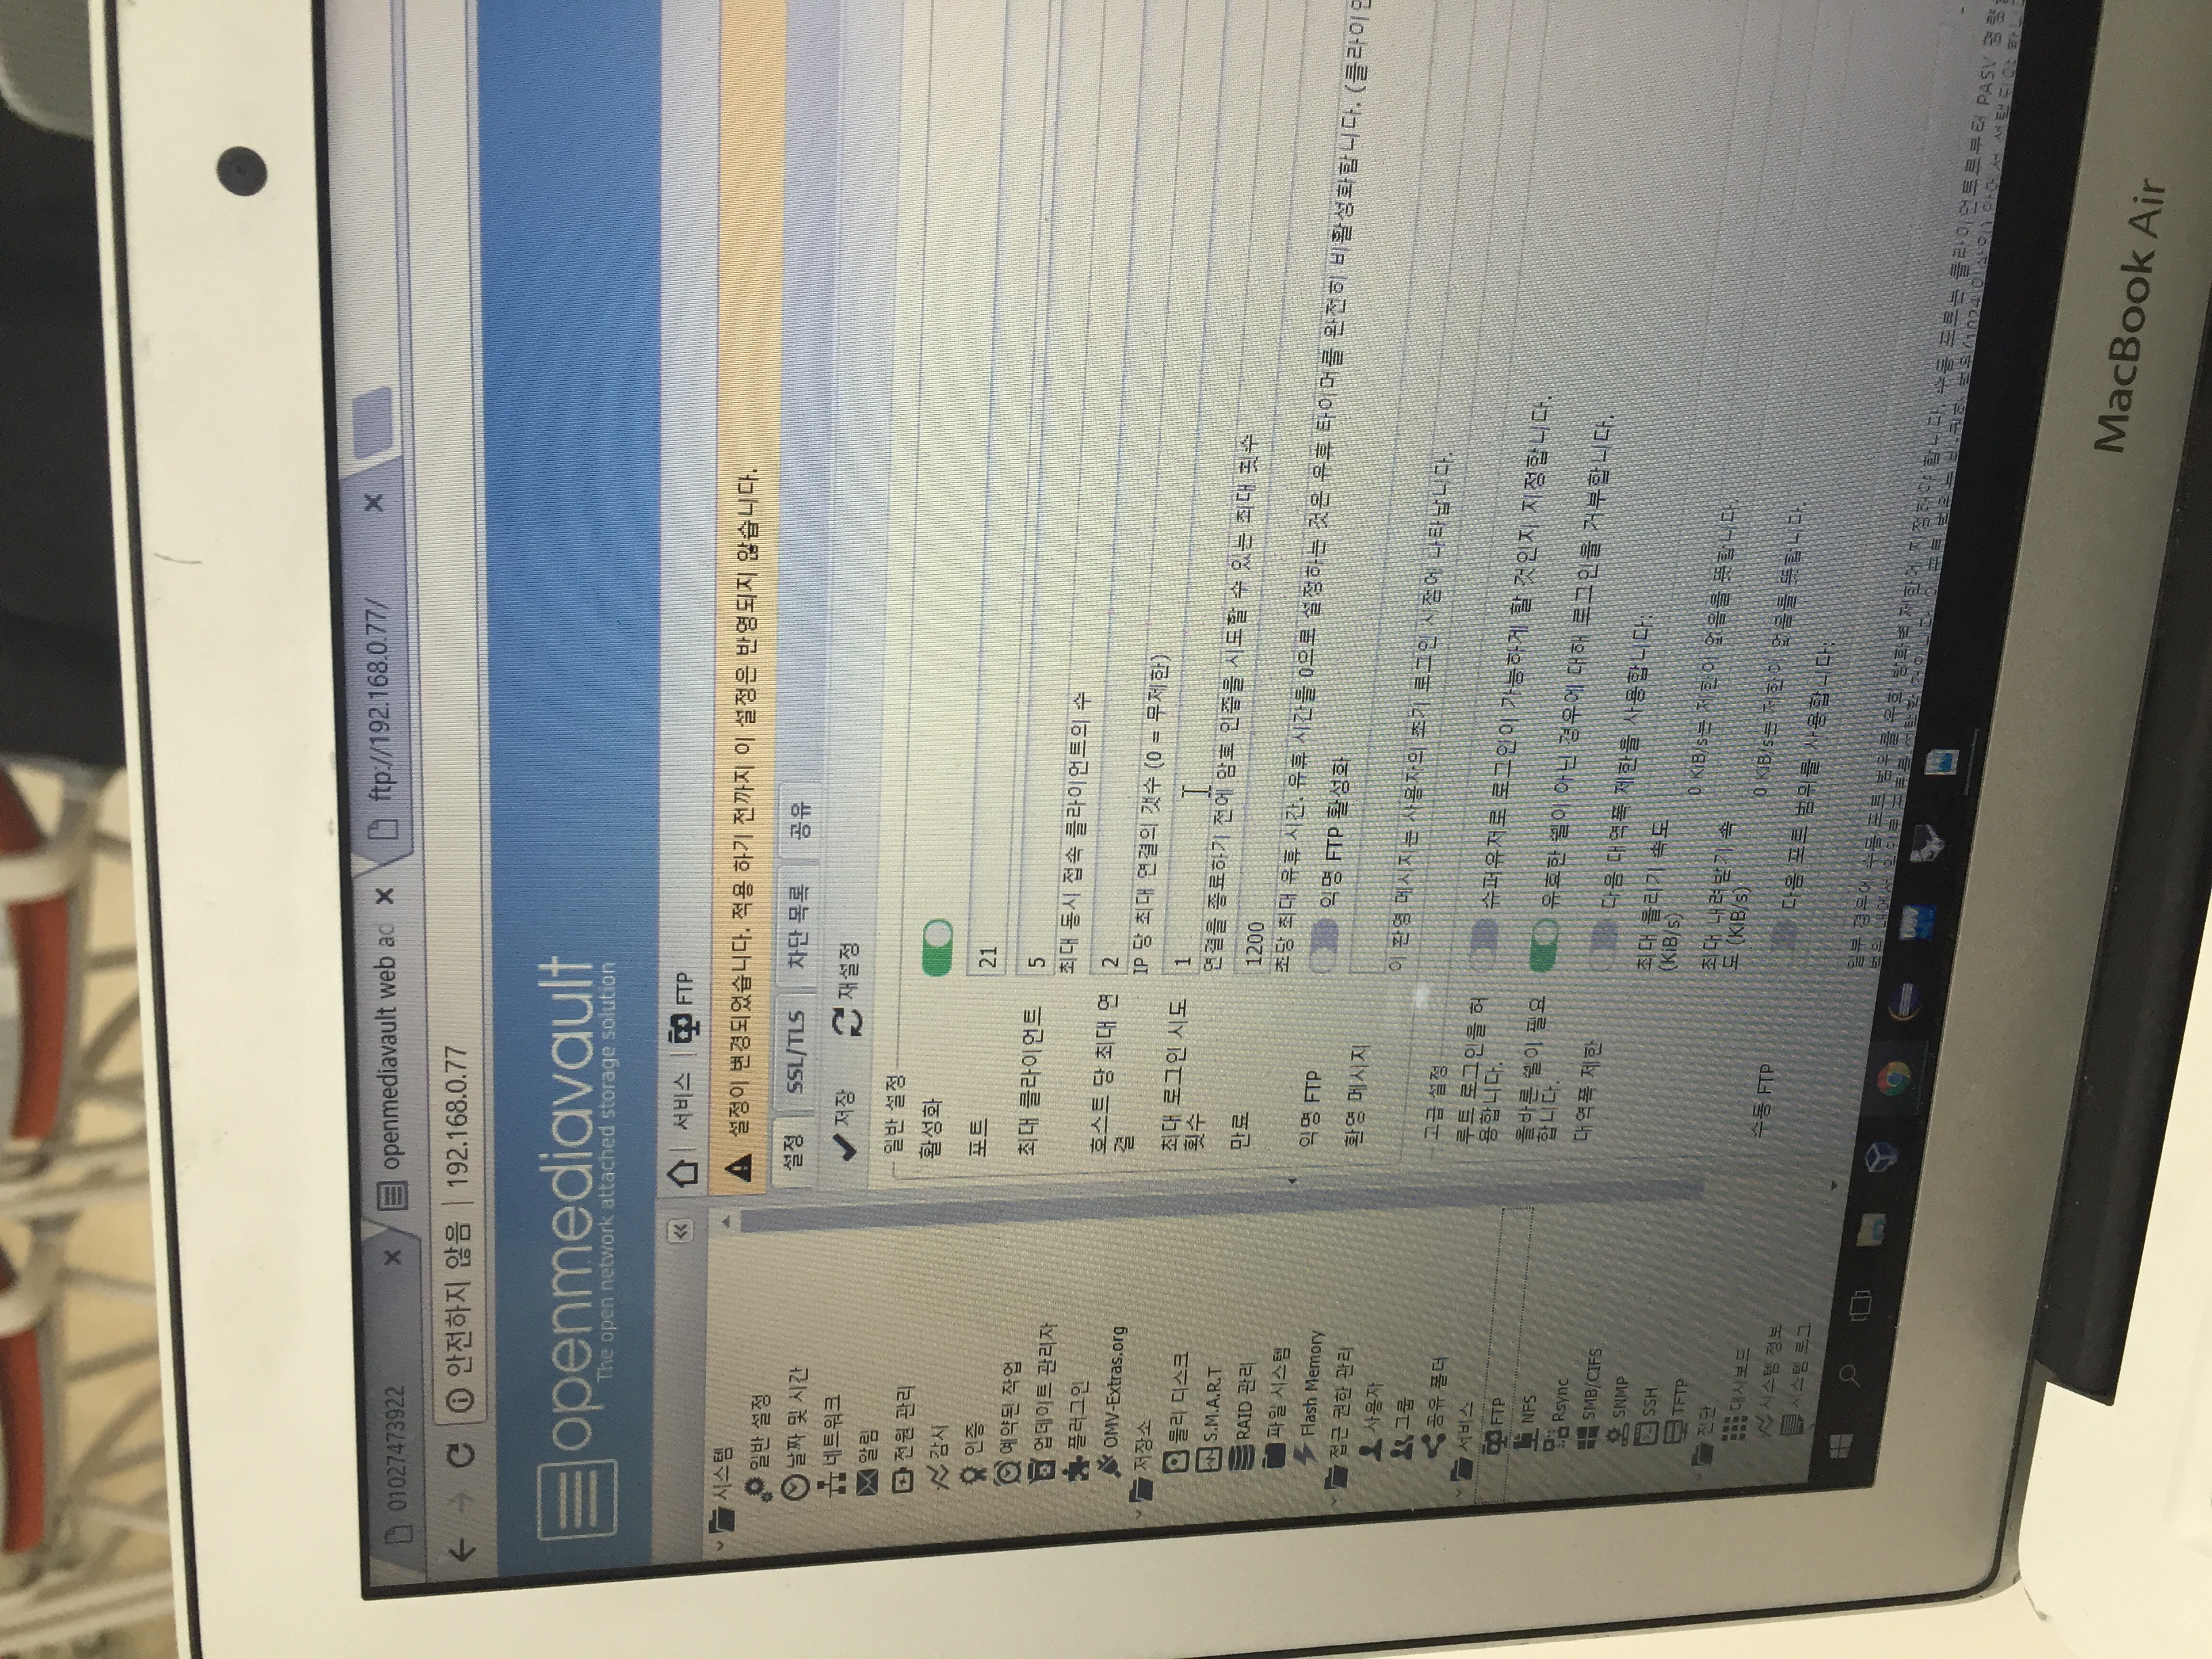 01027473922
openmediavault web ad
ftp://192.168.0.77/
안전하지 않음 | 192.168.0.77
openmediavault
The open network attached storage solution
서비스 | FTP
설정이 변경되었습니다. 적용 하기 전까지 이 설정은 반영되지 않습니다.
설정 SSL/TLS 차단 목록 공유
저장 재설정
시스템
일반 설정
날짜 및 시간
네트워크
알림
전원 관리
감시
인증
예약된 작업
업데이트 관리자
플러그인
OMV-Extras.org
저장소
물리 디스크
S.M.A.R.T
RAID 관리
파일 시스템
Flash Memory
접근 권한 관리
사용자
그룹
공유 폴더
서비스
FTP
NFS
Rsync
SMB/CIFS
SNMP
SSH
TFTP
진단
대시보드
시스템 정보
시스템 로그
일반 설정
활성화
포트
21
최대 클라이언트
5
최대 동시 접속 클라이언트의 수
호스트 당 최대 연
결
2
IP 당 최대 연결의 갯수 (0 = 무제한)
최대 로그인 시도
횟수
1
연결을 종료하기 전에 암호 인증을 시도할 수 있는 최대 횟수
만료
1200
초당 최대 유휴 시간. 유휴 시간을 0으로 설정하는 것은 유휴 타이머를 완전히 비활성화합니다. (클라이언
익명 FTP
익명 FTP 활성화
환영 메시지
이 환영 메시지는 사용자의 초기 로그인 시점에 나타납니다.
고급 설정
루트 로그인을 허
용합니다.
슈퍼유저로 로그인이 가능하게 할 것인지 지정합니다.
올바른 쉘이 필요
합니다.
유효한 쉘이 아닌 경우에 대해 로그인을 거부합니다.
대역폭 제한
다음 대역폭 제한을 사용합니다:
최대 올리기 속도
(KiB/s)
0 KiB/s는 제한이 없음을 뜻합니다.
최대 내려받기 속
도 (KiB/s)
0 KiB/s는 제한이 없음을 뜻합니다.
수동 FTP
다음 포트 범위를 사용합니다:
일부 경우에 수동 포트 범위를 우회 방화벽 제한에 지정해야 합니다. 수동 포트는 클라이언트로부터 PASV 명령
MacBook Air